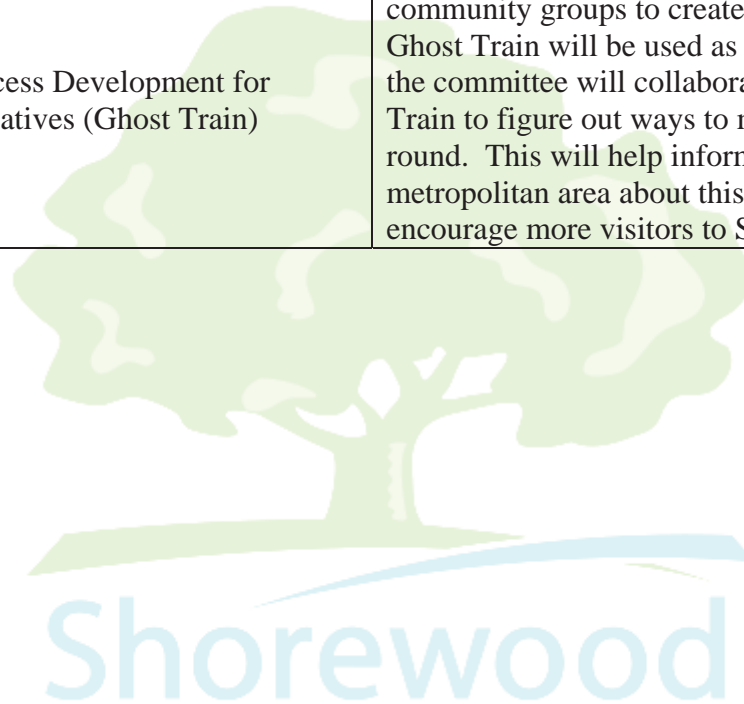 community groups to create
Ghost Train will be used as
cess Development for
the committee will collabora
atives (Ghost Train)
Train to figure out ways to
round. This will help infor
metropolitan area about this
encourage more visitors to S
Shorewood